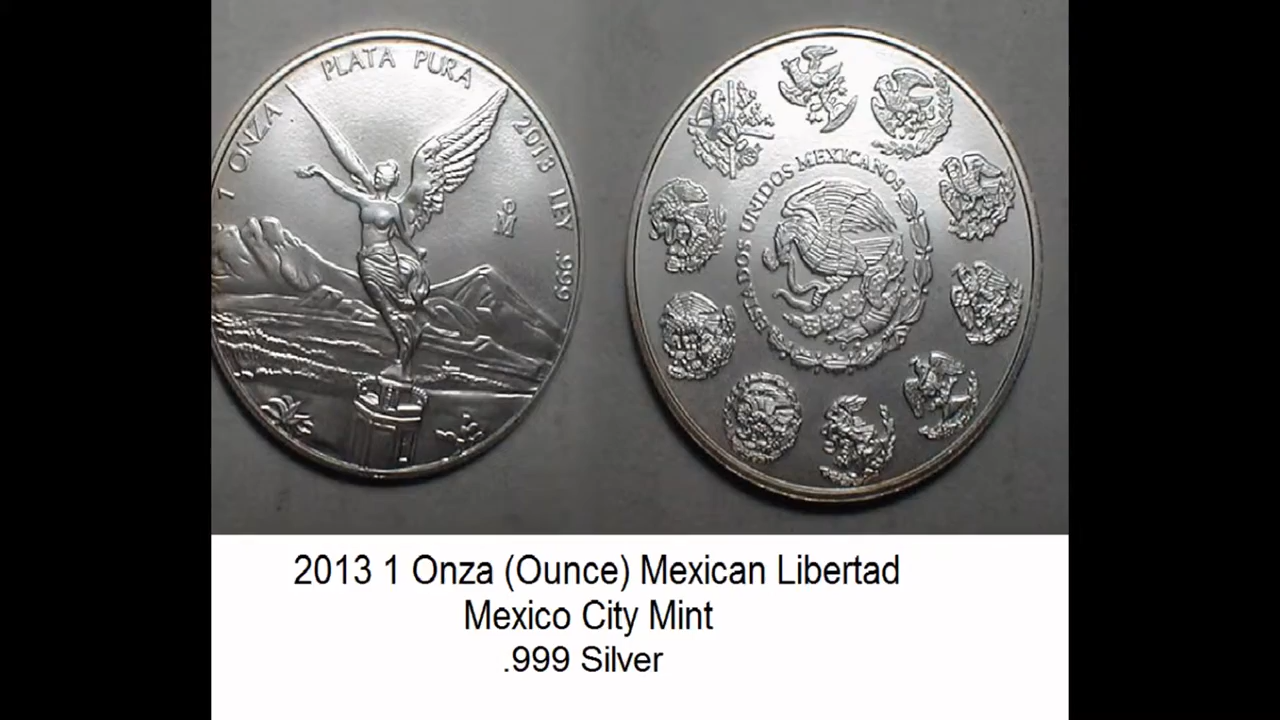 1 ONZA PLATA PURA 2013 LEY .999
Mo
ESTADOS UNIDOS MEXICANOS
2013 1 Onza (Ounce) Mexican Libertad
Mexico City Mint
.999 Silver